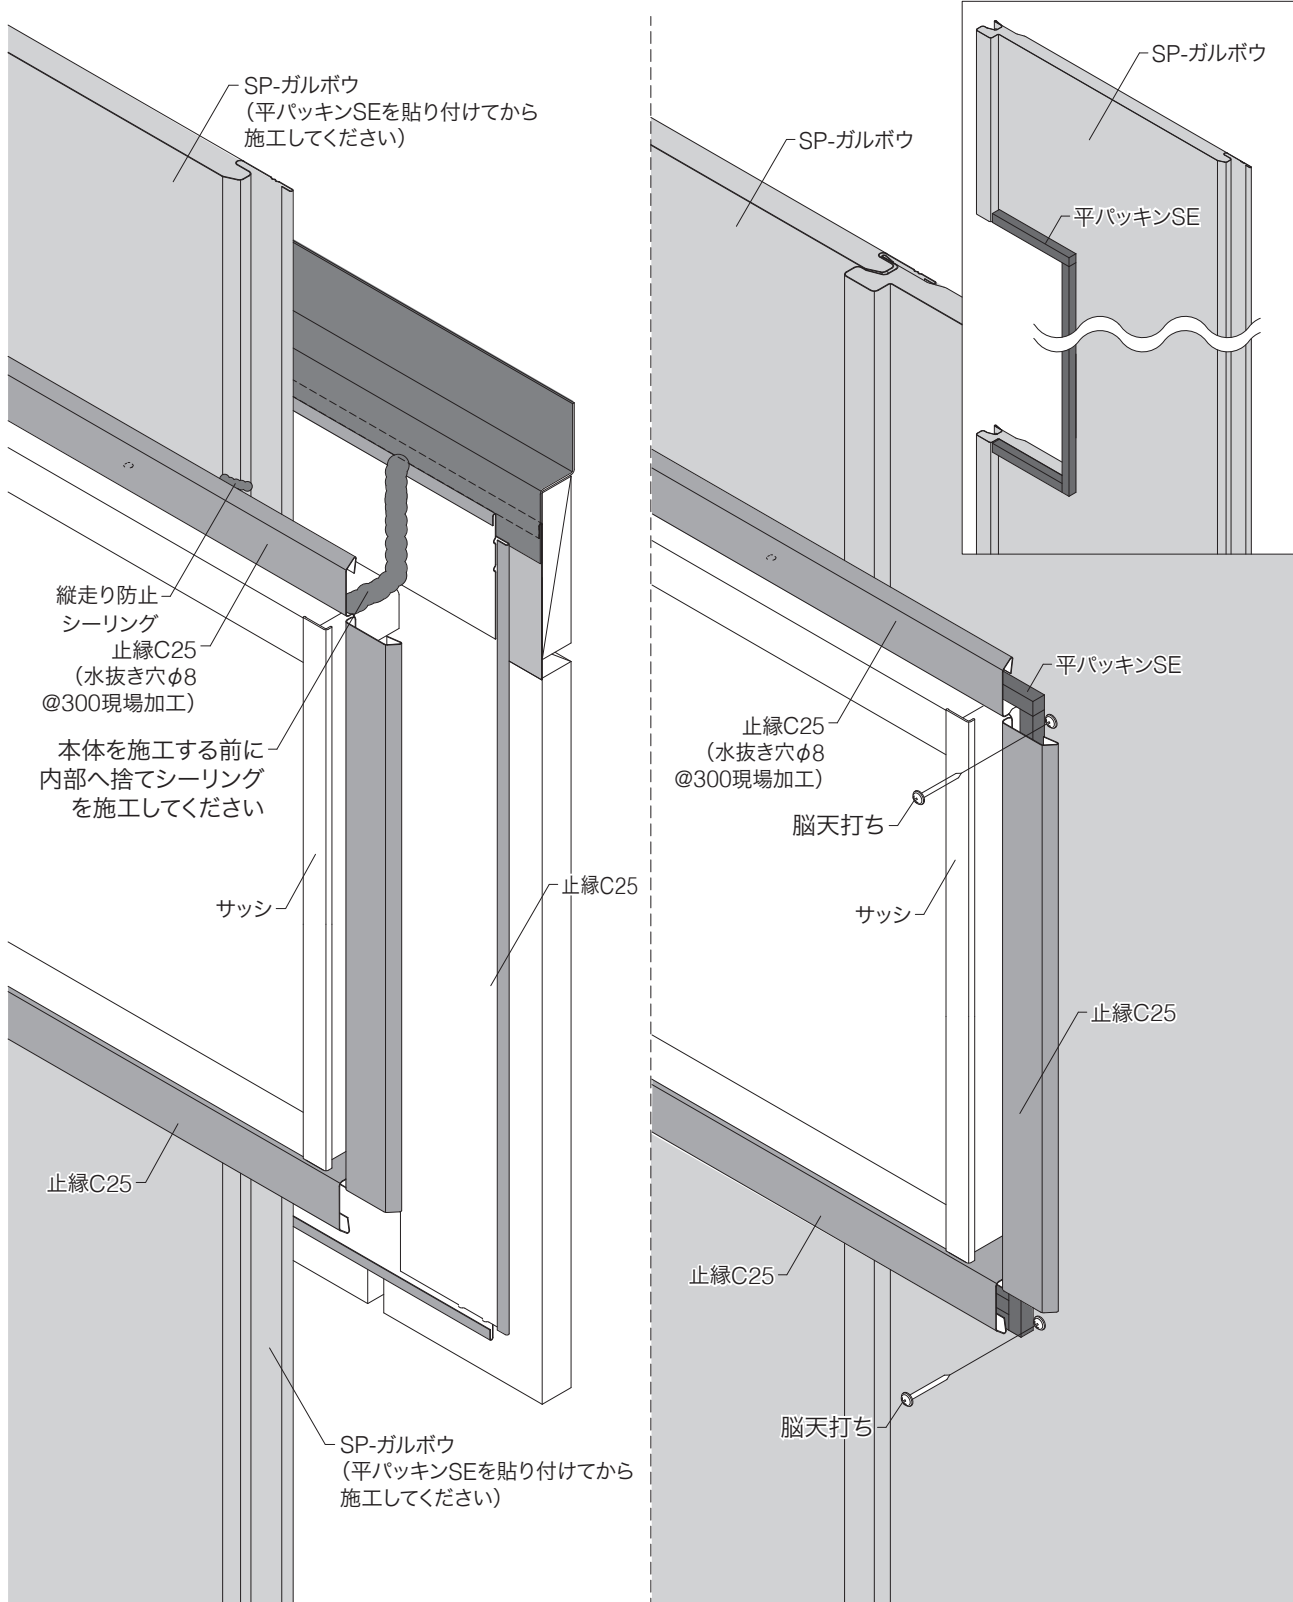 SP-ガルボウ
（平パッキンSEを貼り付けてから
施工してください）
縦走り防止
シーリング
止縁C25
（水抜き穴φ8
@300現場加工）
本体を施工する前に
内部へ捨てシーリング
を施工してください
サッシ
止縁C25
止縁C25
SP-ガルボウ
（平パッキンSEを貼り付けてから
施工してください）
SP-ガルボウ
SP-ガルボウ
平パッキンSE
平パッキンSE
止縁C25
（水抜き穴φ8
@300現場加工）
脳天打ち
サッシ
止縁C25
止縁C25
脳天打ち